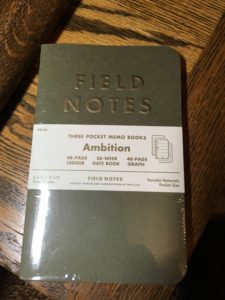 FIELD
NOTES
THREE POCKET MEMO BOOKS
Ambition
48-PAGE 56-WEEK 48-PAGE
LEDGER DATE BOOK GRAPH
FIELD NOTES
Durable Materials
Pocket Size